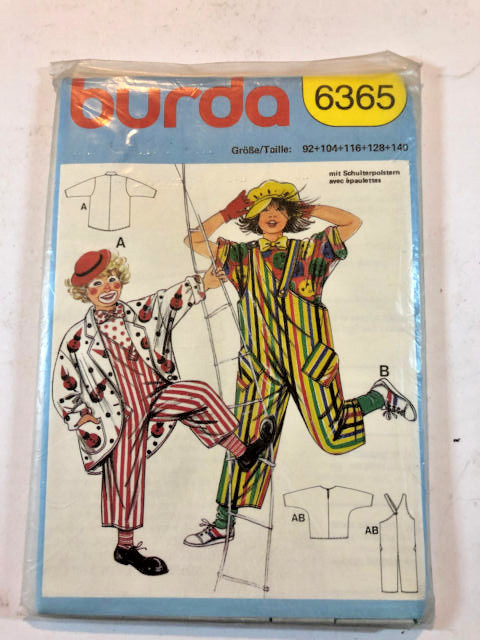 burda
6365
Größe/Taille: 92+104+116+128+140
mit Schulterpolstern
avec épaulettes
A
A
B
AB
AB